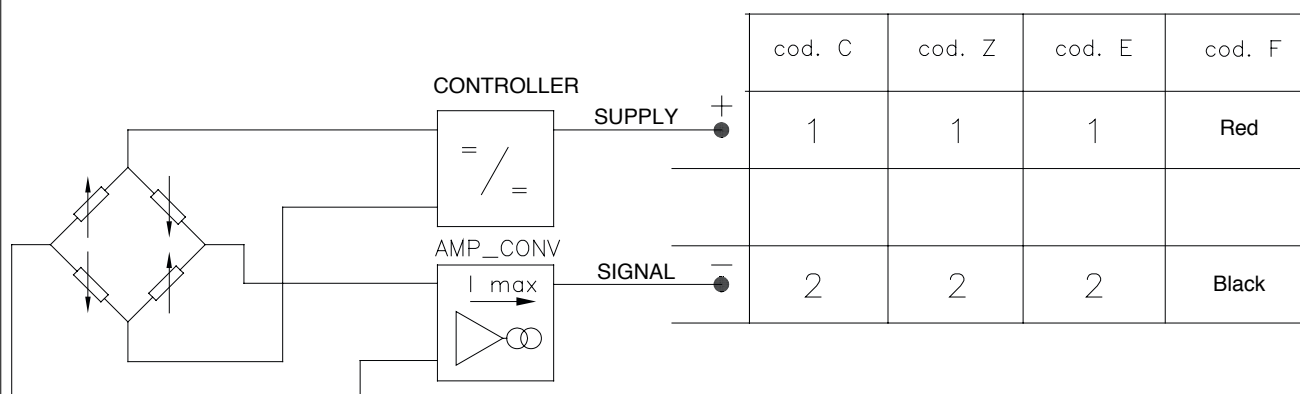 cod. C cod. Z cod. E cod. F
CONTROLLER
SUPPLY + 1 1 1 Red
= / =
AMP_CONV
SIGNAL – 2 2 2 Black
I max